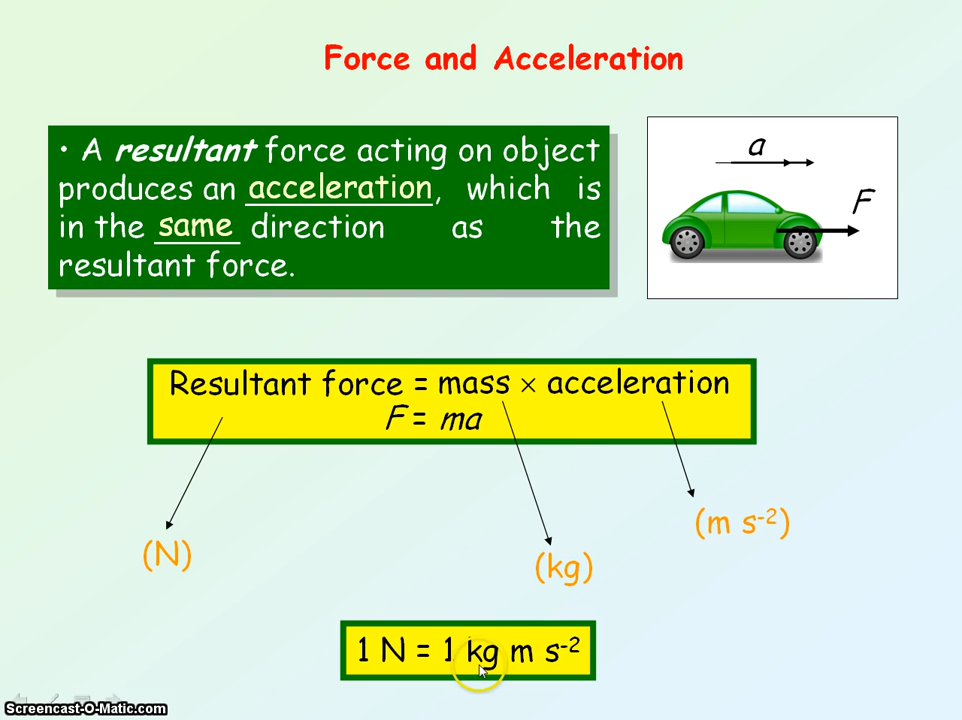 Force and Acceleration
• A resultant force acting on object
produces an acceleration, which is
in the same direction as the
resultant force.
a
F
Resultant force = mass × acceleration
F = ma
(m s⁻²)
(N)
(kg)
1 N = 1 kg m s⁻²
Screencast-O-Matic.com